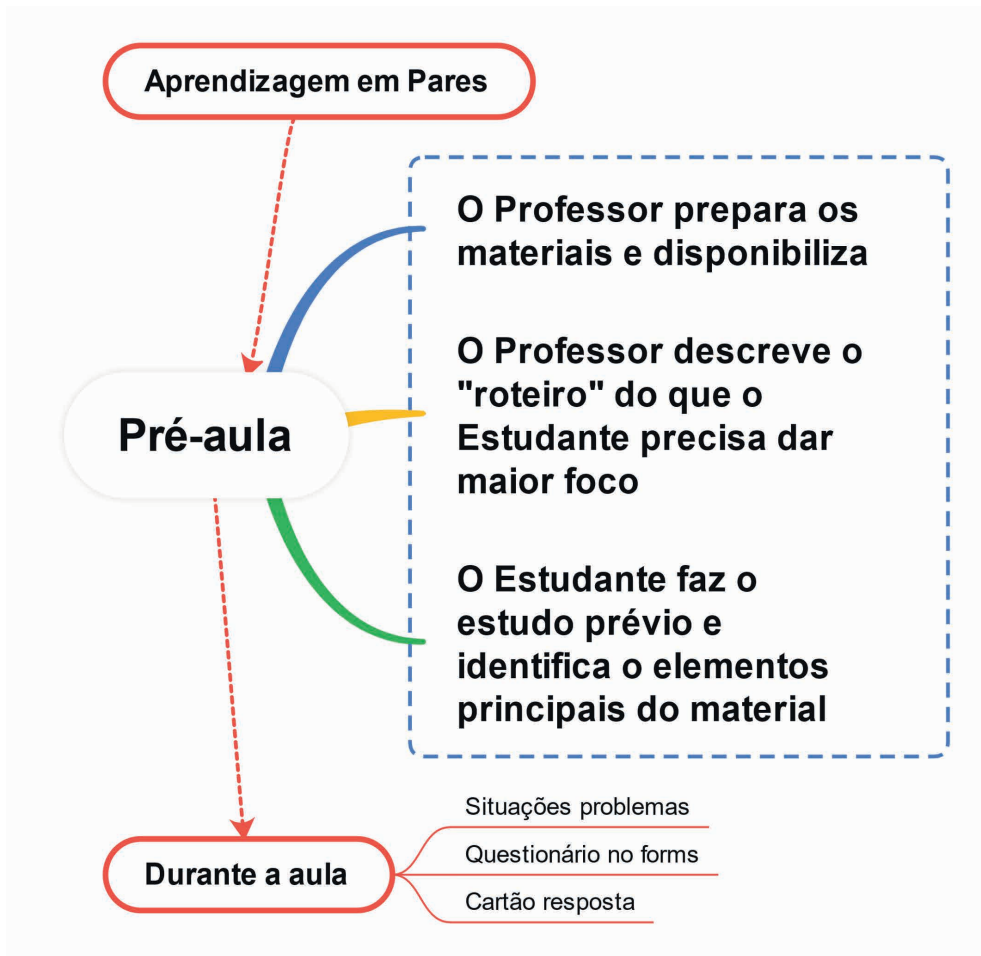 Aprendizagem em Pares
O Professor prepara os
materiais e disponibiliza
O Professor descreve o
"roteiro" do que o
Estudante precisa dar
maior foco
Pré-aula
O Estudante faz o
estudo prévio e
identifica o elementos
principais do material
Situações problemas
Questionário no forms
Durante a aula
Cartão resposta